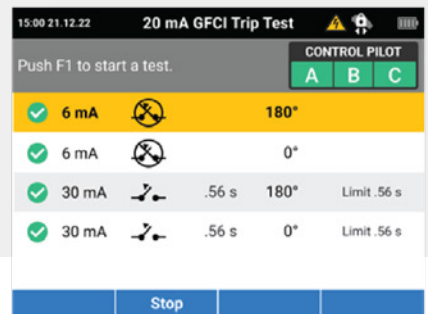 15:00 21.12.22 20 mA GFCI Trip Test
Push F1 to start a test.
CONTROL PILOT
A B C
6 mA 180°
6 mA 0°
30 mA .56 s 180° Limit .56 s
30 mA .56 s 0° Limit .56 s
Stop